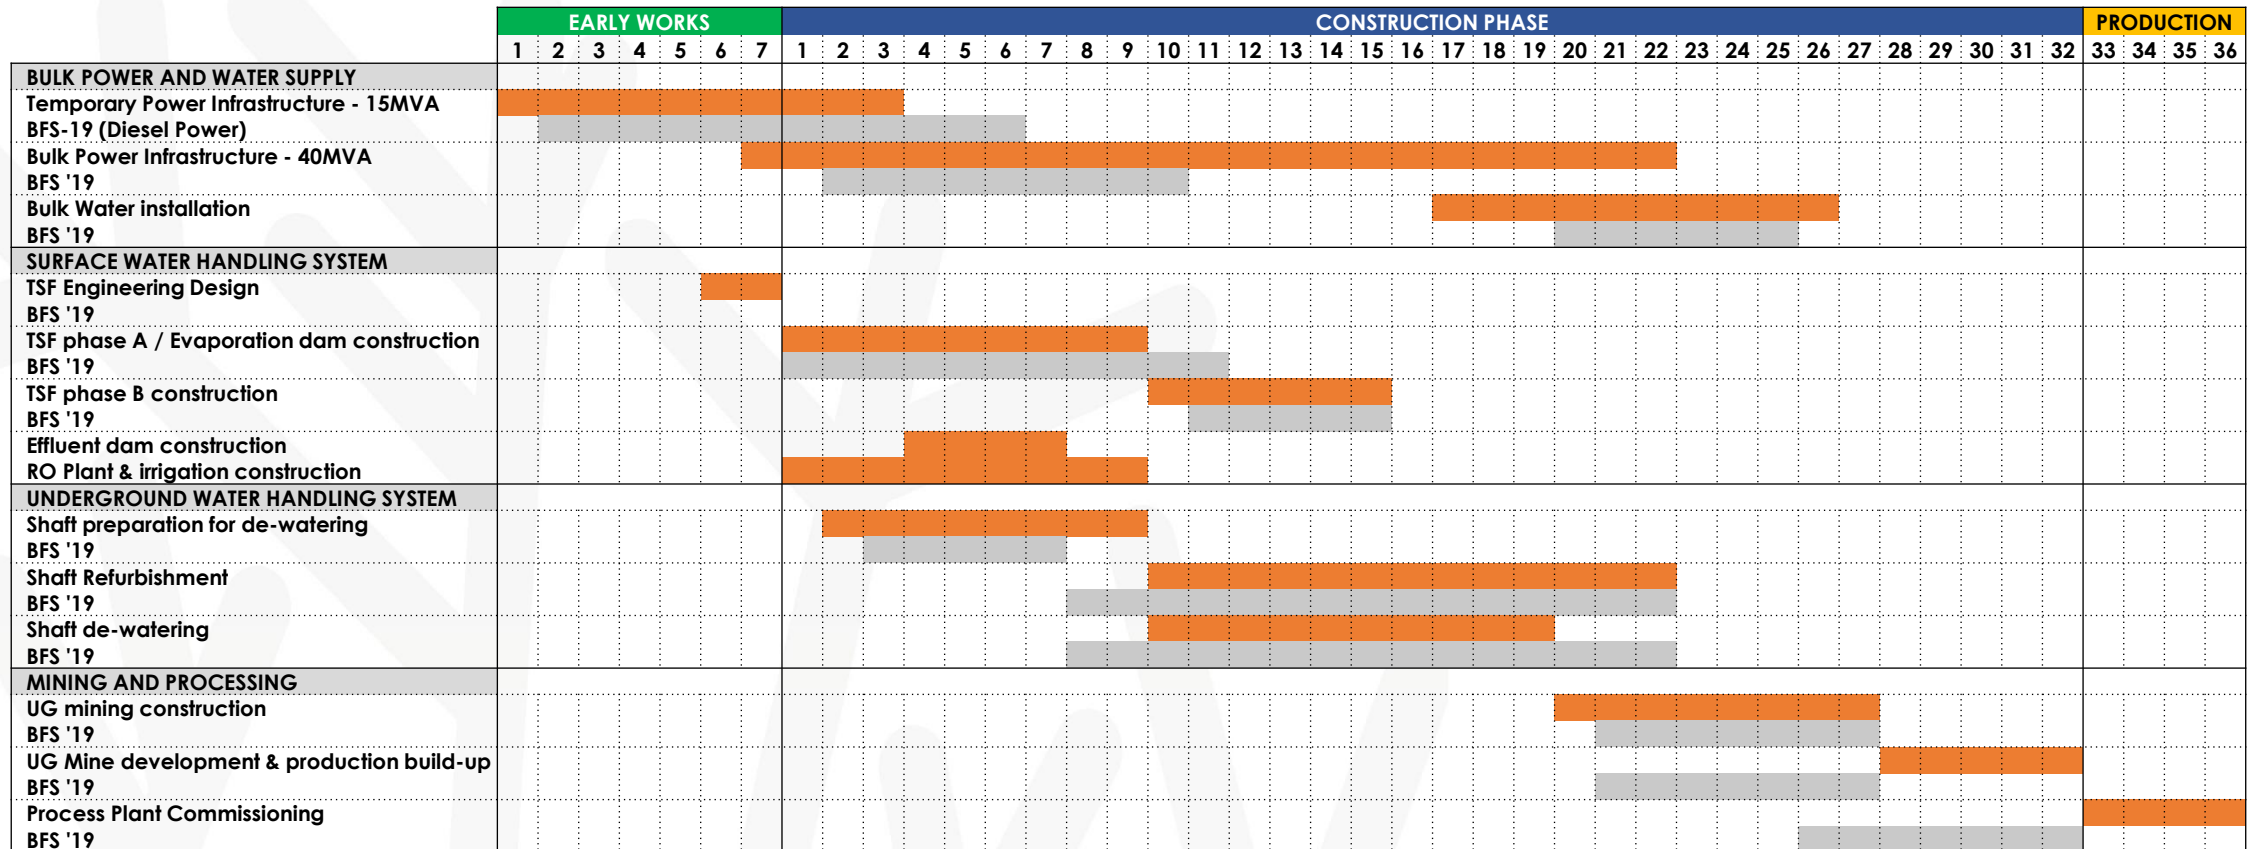 EARLY WORKS CONSTRUCTION PHASE PRODUCTION
1 2 3 4 5 6 7 1 2 3 4 5 6 7 8 9 10 11 12 13 14 15 16 17 18 19 20 21 22 23 24 25 26 27 28 29 30 31 32 33 34 35 36
BULK POWER AND WATER SUPPLY
Temporary Power Infrastructure - 15MVA
BFS-19 (Diesel Power)
Bulk Power Infrastructure - 40MVA
BFS '19
Bulk Water installation
BFS '19
SURFACE WATER HANDLING SYSTEM
TSF Engineering Design
BFS '19
TSF phase A / Evaporation dam construction
BFS '19
TSF phase B construction
BFS '19
Effluent dam construction
RO Plant & irrigation construction
UNDERGROUND WATER HANDLING SYSTEM
Shaft preparation for de-watering
BFS '19
Shaft Refurbishment
BFS '19
Shaft de-watering
BFS '19
MINING AND PROCESSING
UG mining construction
BFS '19
UG Mine development & production build-up
BFS '19
Process Plant Commissioning
BFS '19